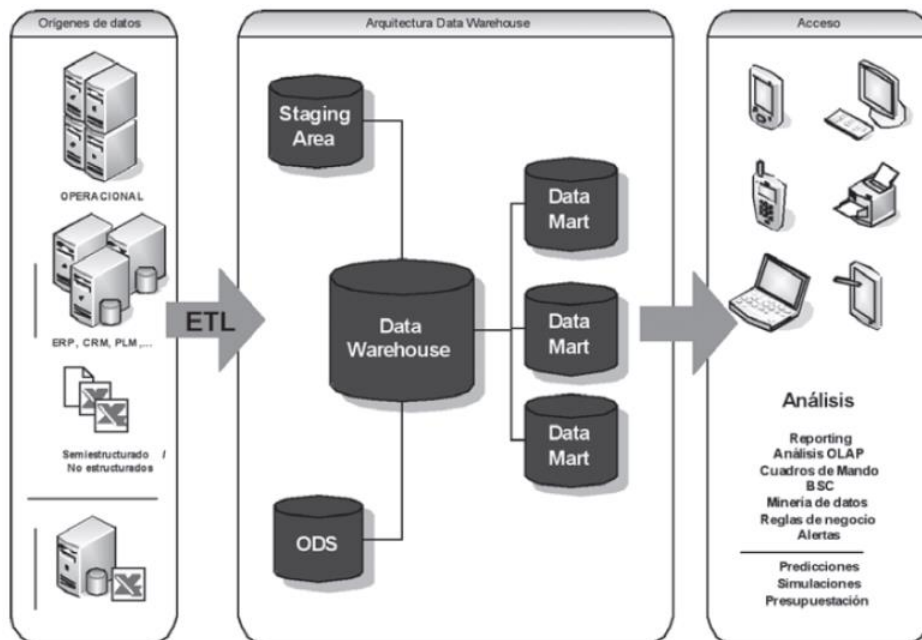 Orígenes de datos
OPERACIONAL
ERP, CRM, PLM,...
Semiestructurado /
No estructurados
ETL
Arquitectura Data Warehouse
Staging
Area
Data
Warehouse
ODS
Data
Mart
Data
Mart
Data
Mart
Acceso
Análisis
Reporting
Análisis OLAP
Cuadros de Mando
BSC
Minería de datos
Reglas de negocio
Alertas
Predicciones
Simulaciones
Presupuestación